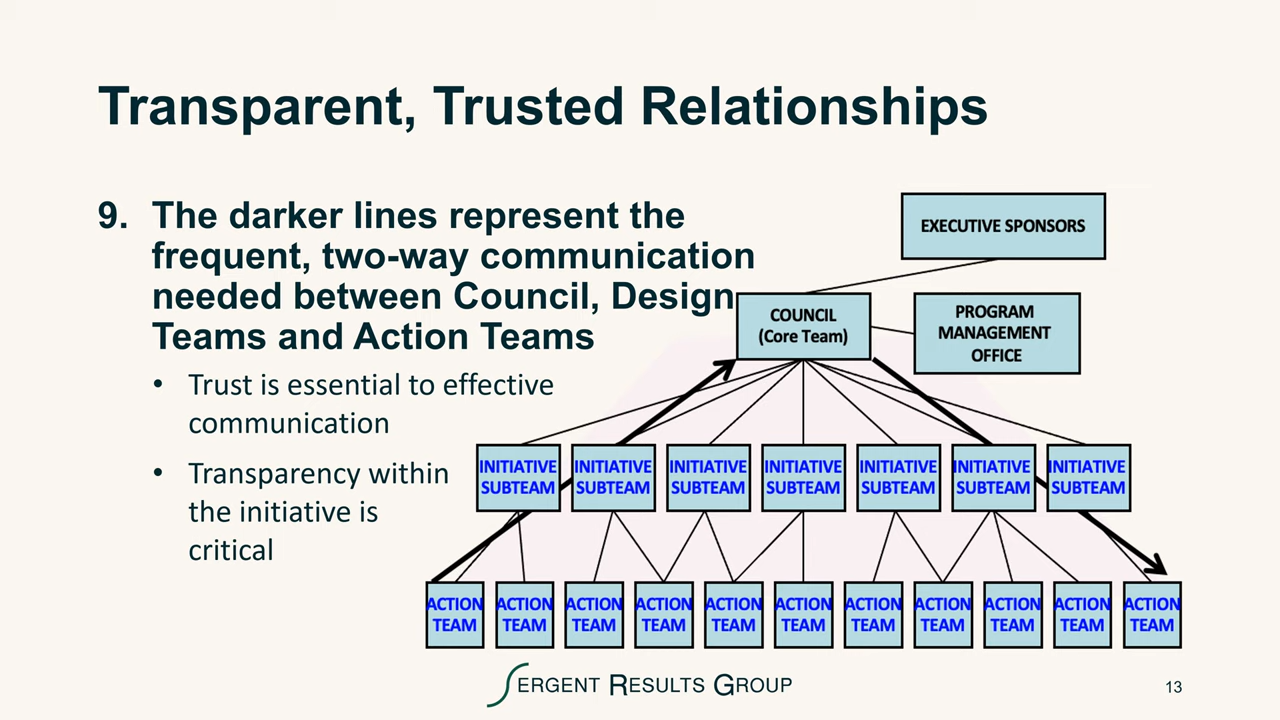 Transparent, Trusted Relationships
9. The darker lines represent the
frequent, two-way communication
needed between Council, Design
Teams and Action Teams
• Trust is essential to effective
communication
• Transparency within
the initiative is
critical
EXECUTIVE SPONSORS
COUNCIL
(Core Team)
PROGRAM
MANAGEMENT
OFFICE
INITIATIVE
SUBTEAM
INITIATIVE
SUBTEAM
INITIATIVE
SUBTEAM
INITIATIVE
SUBTEAM
INITIATIVE
SUBTEAM
INITIATIVE
SUBTEAM
INITIATIVE
SUBTEAM
ACTION
TEAM
ACTION
TEAM
ACTION
TEAM
ACTION
TEAM
ACTION
TEAM
ACTION
TEAM
ACTION
TEAM
ACTION
TEAM
ACTION
TEAM
ACTION
TEAM
ACTION
TEAM
SERGENT RESULTS GROUP
13